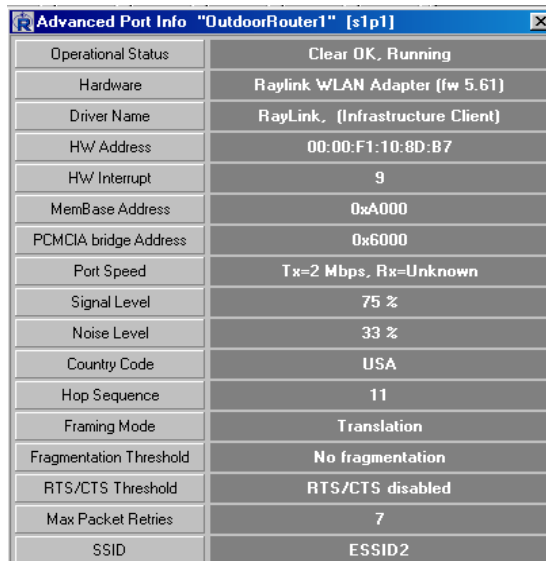 Advanced Port Info "OutdoorRouter1" [s1p1]
Operational Status Clear OK, Running
Hardware Raylink WLAN Adapter (fw 5.61)
Driver Name RayLink, (Infrastructure Client)
HW Address 00:00:F1:10:8D:B7
HW Interrupt 9
MemBase Address 0xA000
PCMCIA bridge Address 0x6000
Port Speed Tx=2 Mbps, Rx=Unknown
Signal Level 75 %
Noise Level 33 %
Country Code USA
Hop Sequence 11
Framing Mode Translation
Fragmentation Threshold No fragmentation
RTS/CTS Threshold RTS/CTS disabled
Max Packet Retries 7
SSID ESSID2